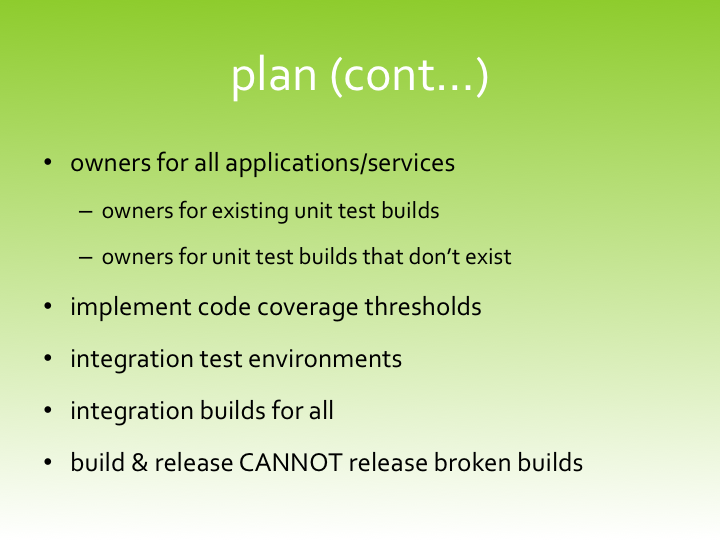 plan (cont…)
• owners for all applications/services
– owners for existing unit test builds
– owners for unit test builds that don’t exist
• implement code coverage thresholds
• integration test environments
• integration builds for all
• build & release CANNOT release broken builds